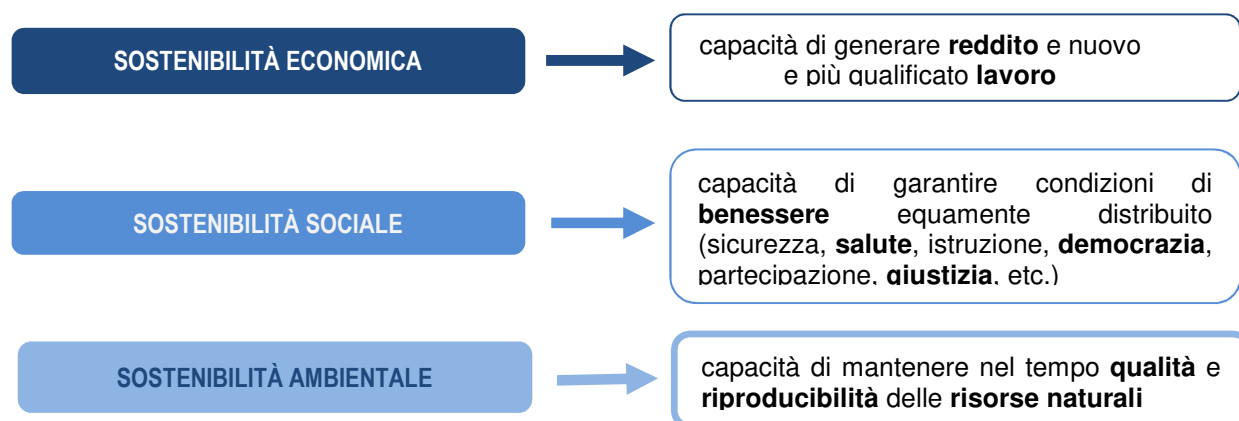 SOSTENIBILITÀ ECONOMICA
capacità di generare reddito e nuovo
e più qualificato lavoro
SOSTENIBILITÀ SOCIALE
capacità di garantire condizioni di
benessere equamente distribuito
(sicurezza, salute, istruzione, democrazia,
partecipazione, giustizia, etc.)
SOSTENIBILITÀ AMBIENTALE
capacità di mantenere nel tempo qualità e
riproducibilità delle risorse naturali